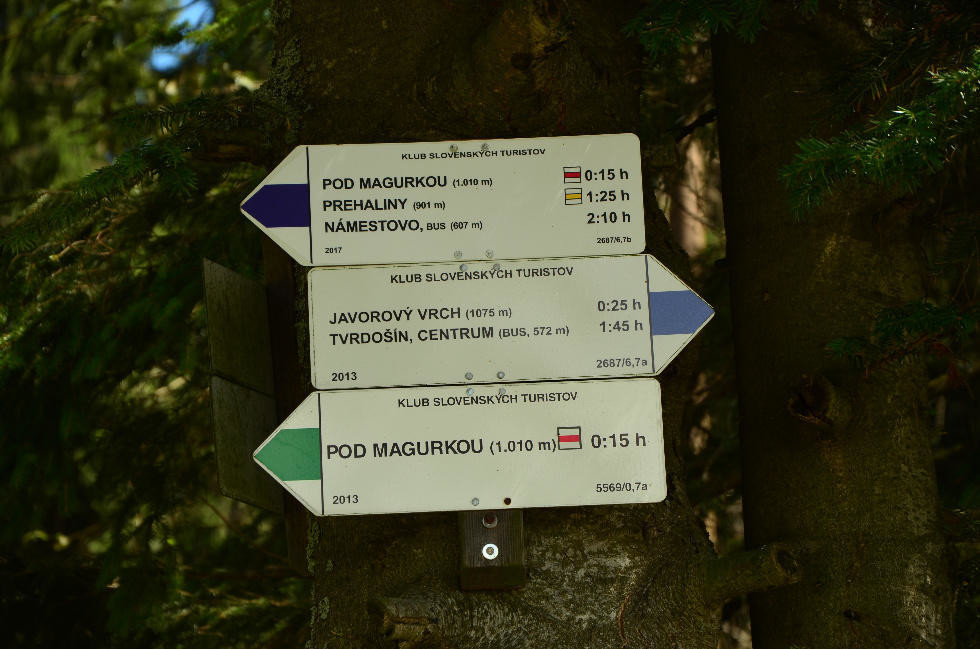 KLUB SLOVENSKÝCH TURISTOV
POD MAGURKOU (1.010 m) 0:15 h
PREHALINY (901 m) 1:25 h
NÁMESTOVO, BUS (607 m) 2:10 h
2017 2687/6,7b
KLUB SLOVENSKÝCH TURISTOV
JAVOROVÝ VRCH (1075 m) 0:25 h
TVRDOŠÍN, CENTRUM (BUS, 572 m) 1:45 h
2013 2687/6,7a
KLUB SLOVENSKÝCH TURISTOV
POD MAGURKOU (1.010 m) 0:15 h
2013 5569/0,7a